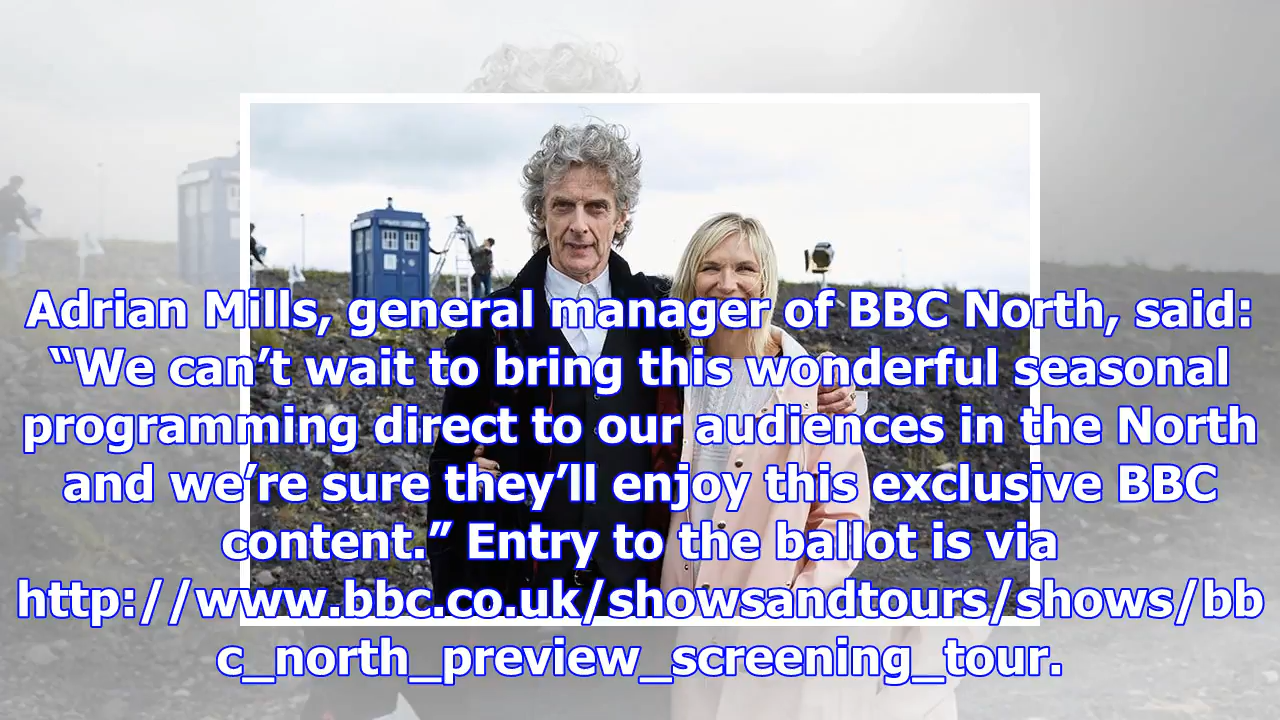 Adrian Mills, general manager of BBC North, said:
“We can’t wait to bring this wonderful seasonal
programming direct to our audiences in the North
and we’re sure they’ll enjoy this exclusive BBC
content.” Entry to the ballot is via
http://www.bbc.co.uk/showsandtours/shows/bb
c_north_preview_screening_tour.